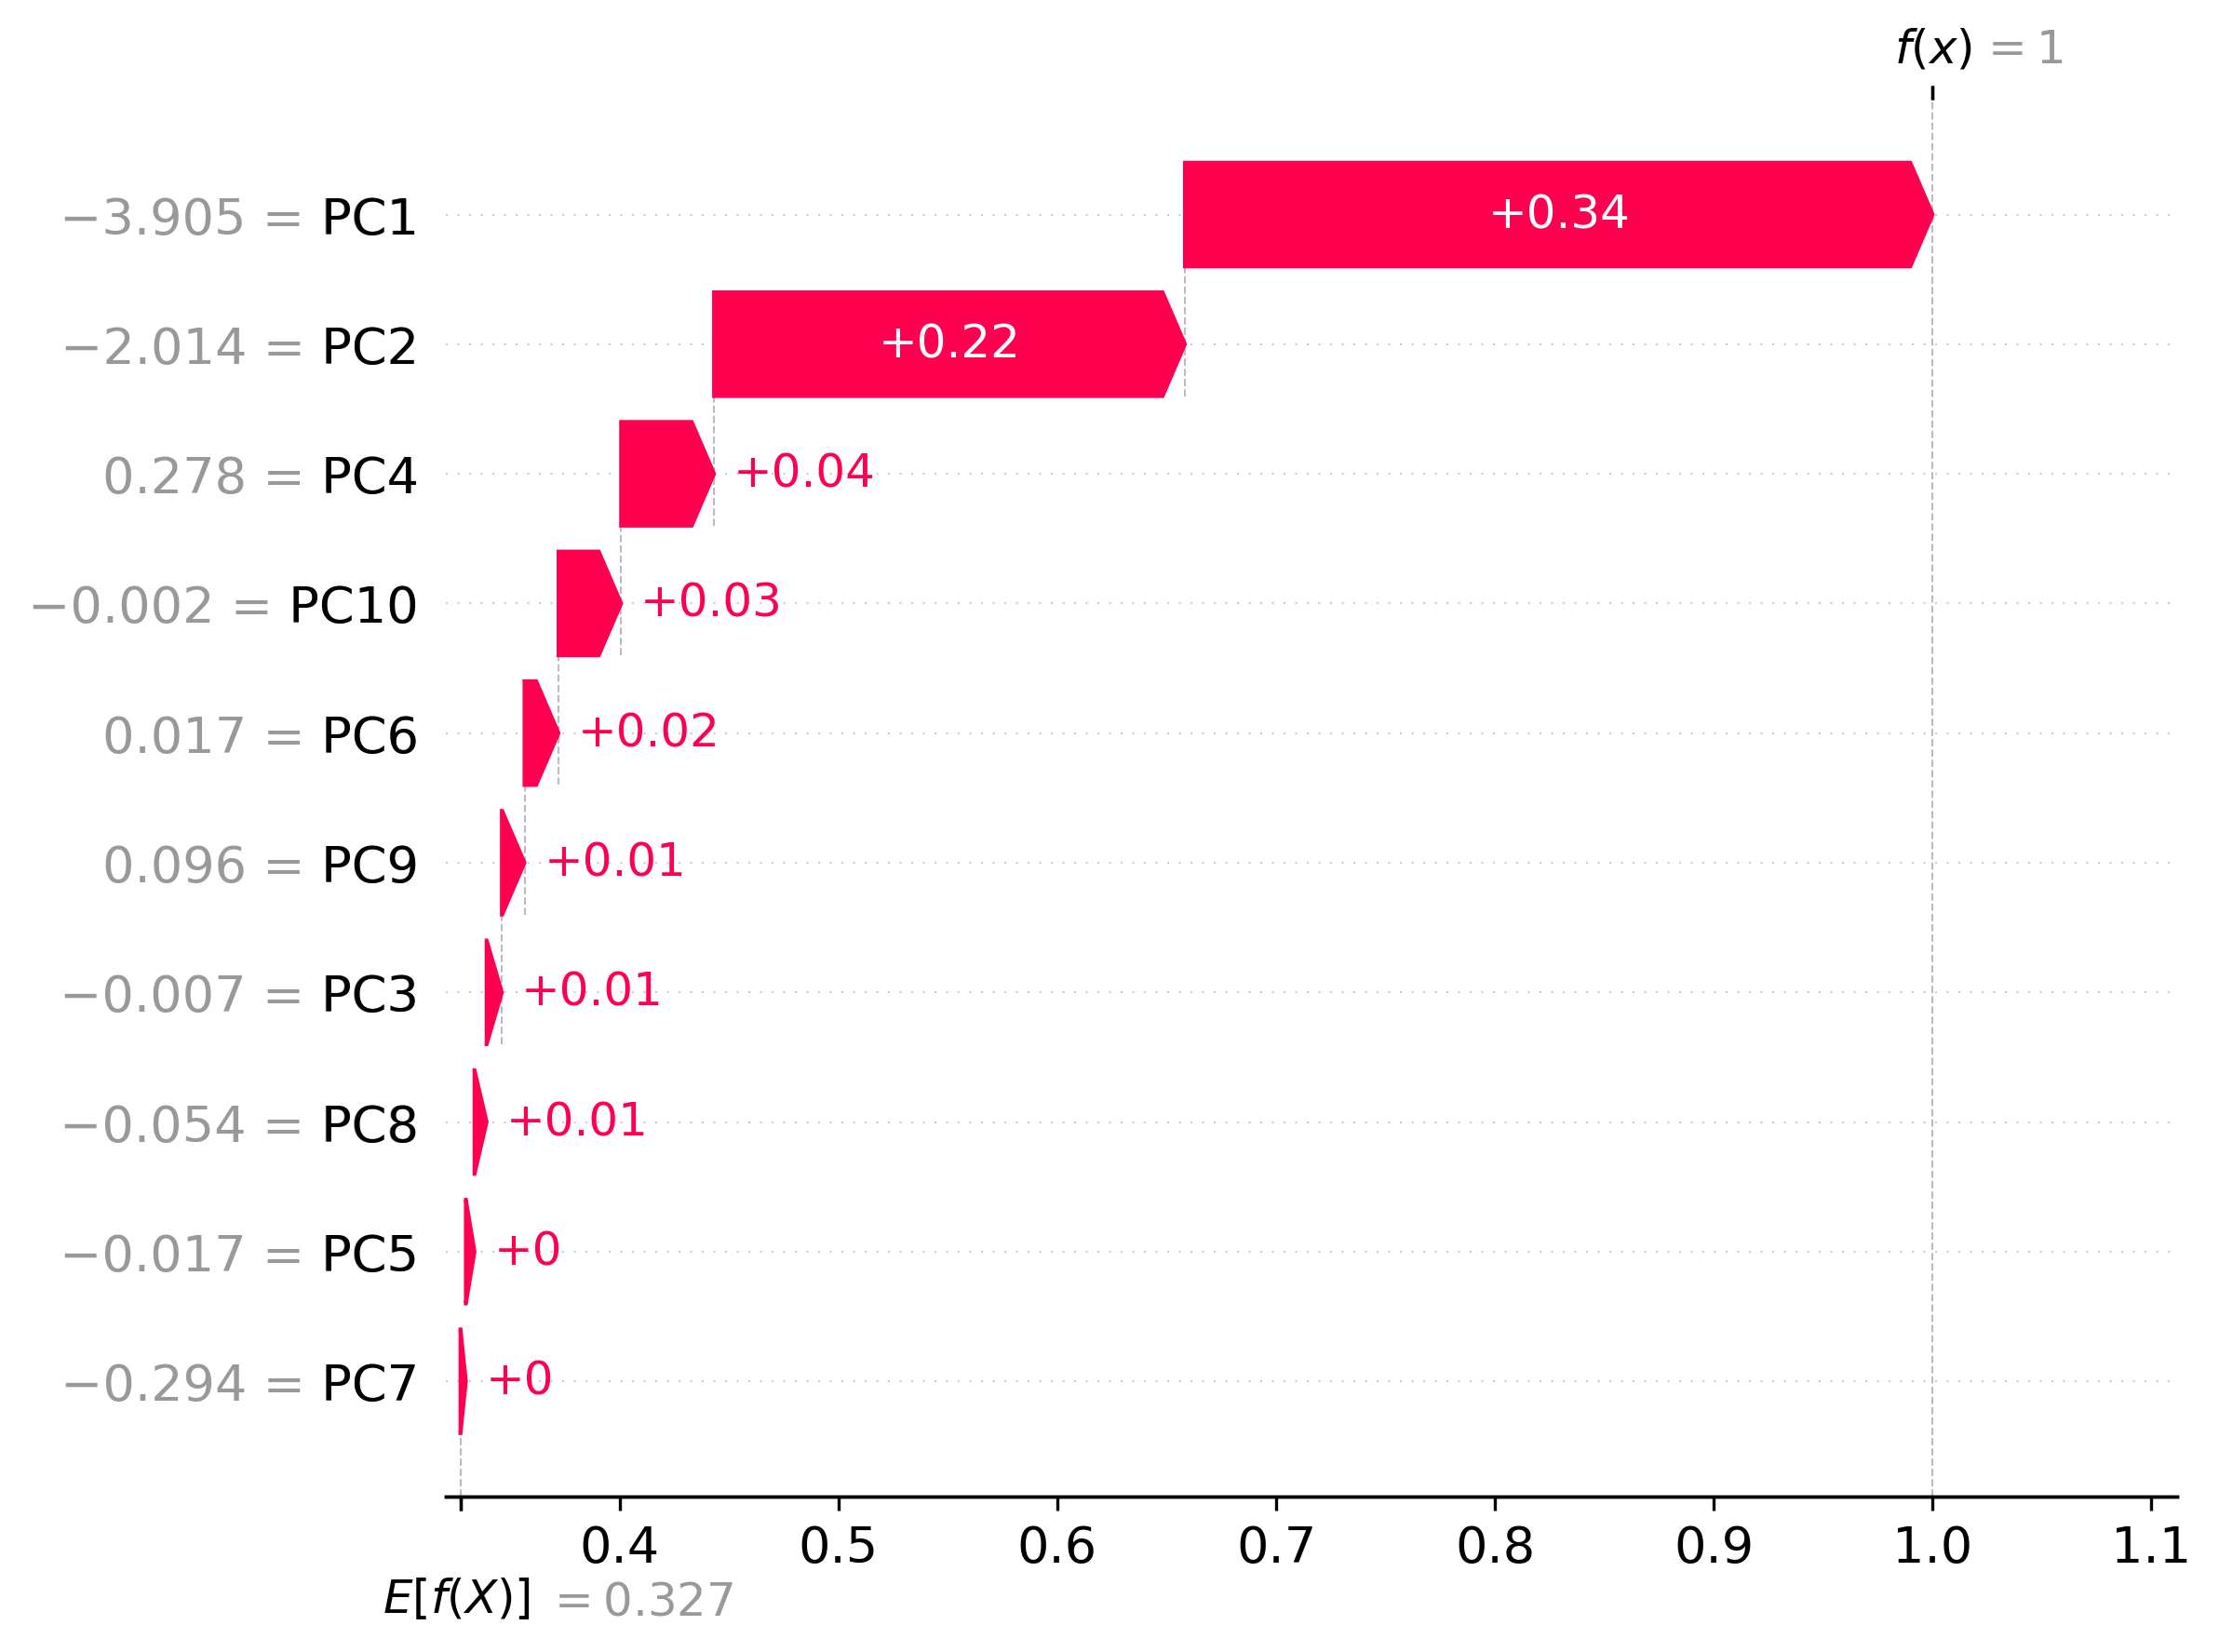 f(x) = 1
−3.905 = PC1 +0.34
−2.014 = PC2 +0.22
0.278 = PC4 +0.04
−0.002 = PC10 +0.03
0.017 = PC6 +0.02
0.096 = PC9 +0.01
−0.007 = PC3 +0.01
−0.054 = PC8 +0.01
−0.017 = PC5 +0
−0.294 = PC7 +0
0.4 0.5 0.6 0.7 0.8 0.9 1.0 1.1
E[f(X)] = 0.327